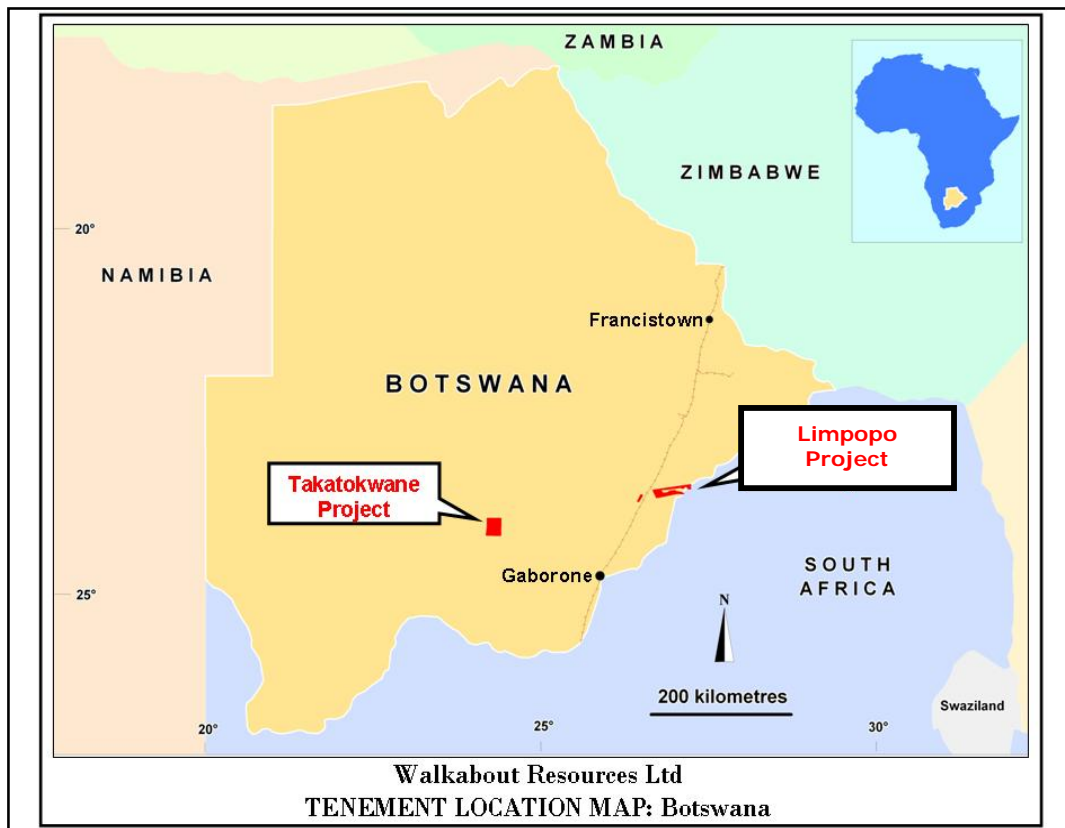 ZAMBIA
ZIMBABWE
20°
NAMIBIA
Francistown
BOTSWANA
Limpopo
Project
Takatokwane
Project
Gaborone
SOUTH
AFRICA
25°
N
200 kilometres
Swaziland
20°
25°
30°
Walkabout Resources Ltd
TENEMENT LOCATION MAP: Botswana